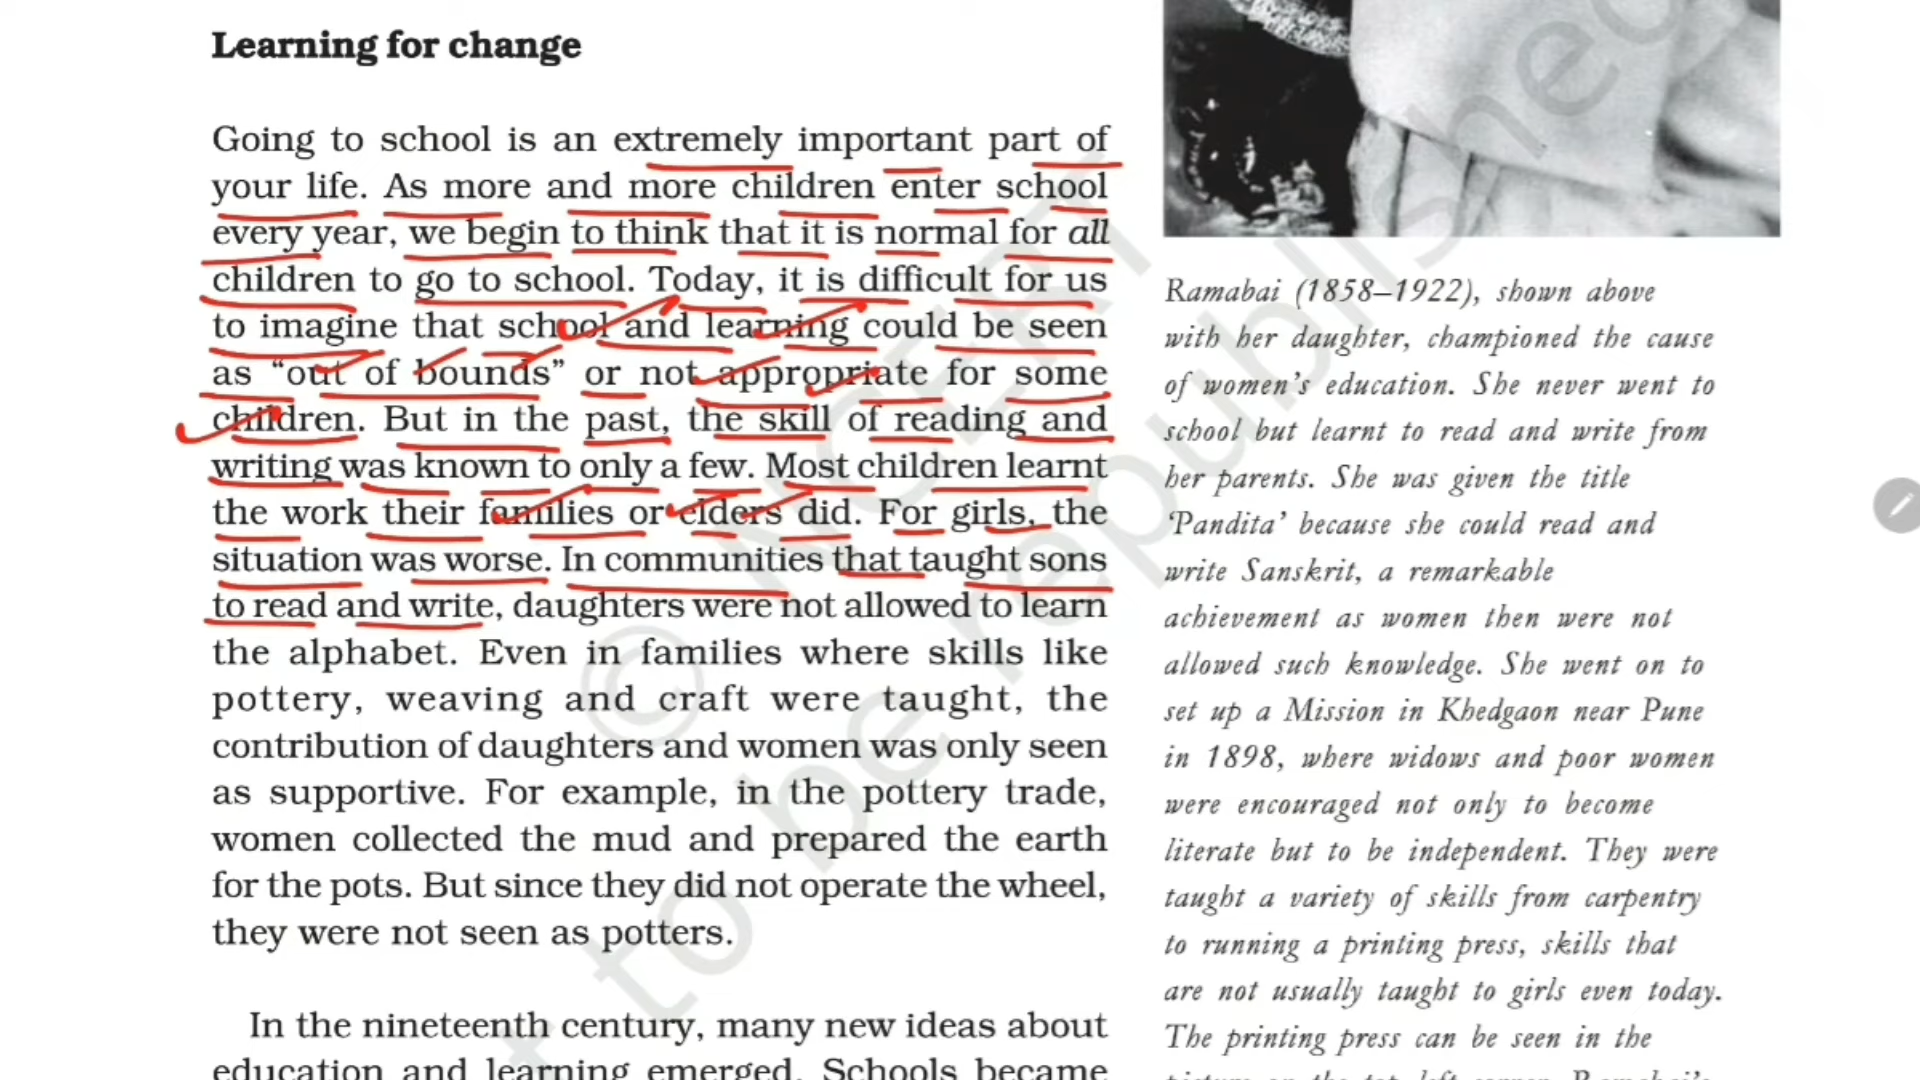 Learning for change
Going to school is an extremely important part of
your life. As more and more children enter school
every year, we begin to think that it is normal for all
children to go to school. Today, it is difficult for us
to imagine that school and learning could be seen
as “out of bounds” or not appropriate for some
children. But in the past, the skill of reading and
writing was known to only a few. Most children learnt
the work their families or elders did. For girls, the
situation was worse. In communities that taught sons
to read and write, daughters were not allowed to learn
the alphabet. Even in families where skills like
pottery, weaving and craft were taught, the
contribution of daughters and women was only seen
as supportive. For example, in the pottery trade,
women collected the mud and prepared the earth
for the pots. But since they did not operate the wheel,
they were not seen as potters.
In the nineteenth century, many new ideas about
education and learning emerged. Schools became
Ramabai (1858–1922), shown above
with her daughter, championed the cause
of women’s education. She never went to
school but learnt to read and write from
her parents. She was given the title
‘Pandita’ because she could read and
write Sanskrit, a remarkable
achievement as women then were not
allowed such knowledge. She went on to
set up a Mission in Khedgaon near Pune
in 1898, where widows and poor women
were encouraged not only to become
literate but to be independent. They were
taught a variety of skills from carpentry
to running a printing press, skills that
are not usually taught to girls even today.
The printing press can be seen in the
picture on the top left corner. Ramabai’s
© NCERT
to be republished